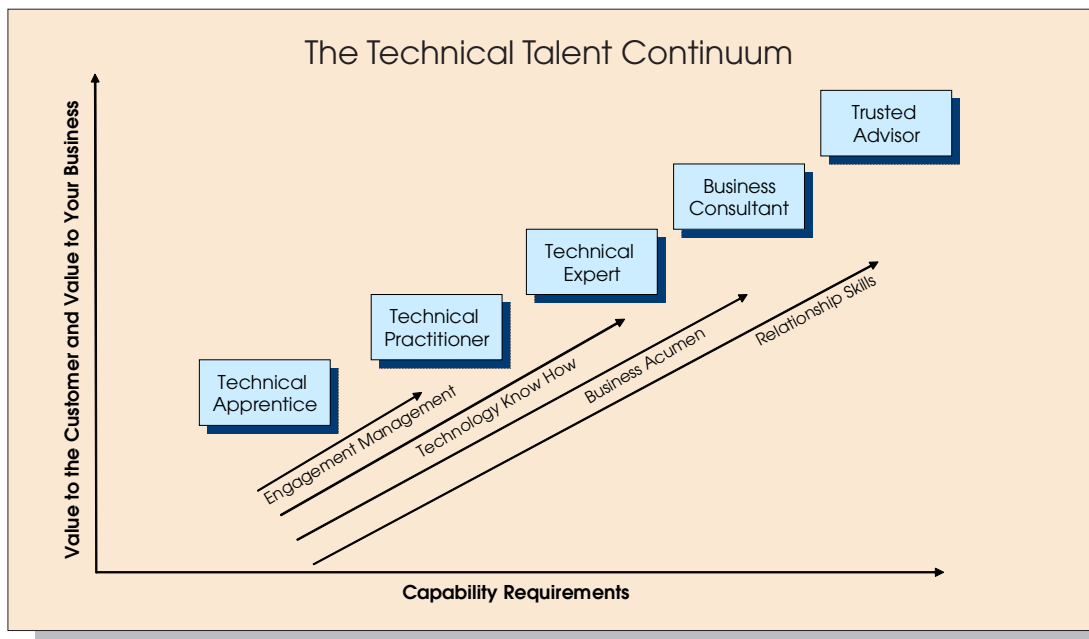 The Technical Talent Continuum
Value to the Customer and Value to Your Business
Trusted
Advisor
Business
Consultant
Technical
Expert
Technical
Practitioner
Technical
Apprentice
Engagement Management
Technology Know How
Business Acumen
Relationship Skills
Capability Requirements